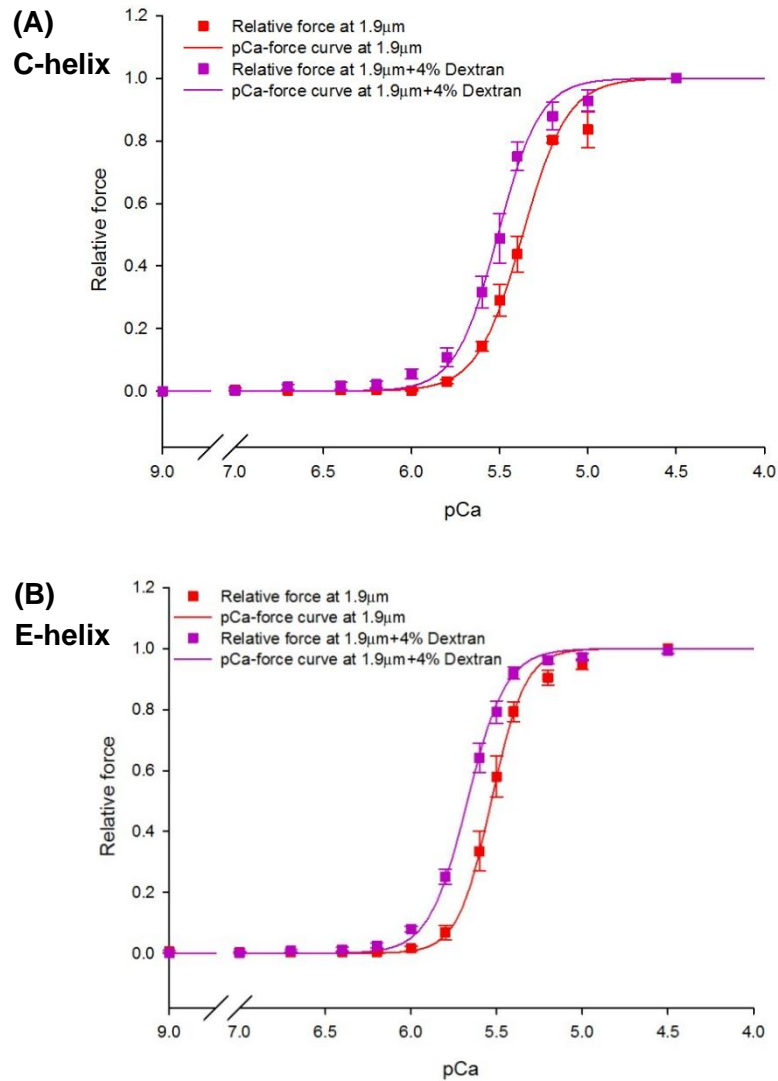 (A)
C-helix
Relative force at 1.9μm
pCa-force curve at 1.9μm
Relative force at 1.9μm+4% Dextran
pCa-force curve at 1.9μm+4% Dextran
1.2
1.0
0.8
0.6
0.4
0.2
0.0
Relative force
9.0 7.0 6.5 6.0 5.5 5.0 4.5 4.0
pCa
(B)
E-helix
Relative force at 1.9μm
pCa-force curve at 1.9μm
Relative force at 1.9μm+4% Dextran
pCa-force curve at 1.9μm+4% Dextran
1.2
1.0
0.8
0.6
0.4
0.2
0.0
Relative force
9.0 7.0 6.5 6.0 5.5 5.0 4.5 4.0
pCa